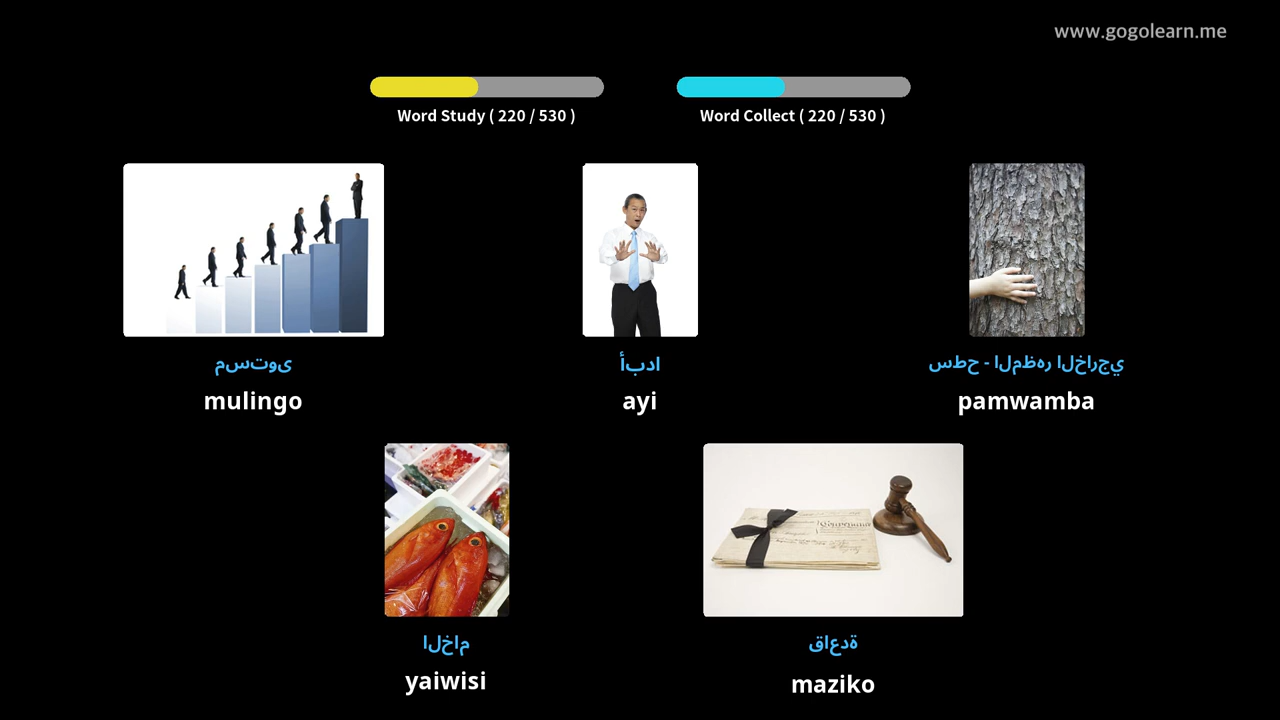 www.gogolearn.me
Word Study ( 220 / 530 )
Word Collect ( 220 / 530 )
مستوى
mulingo
أبدا
ayi
سطح - المظهر الخارجي
pamwamba
الخام
yaiwisi
قاعدة
maziko